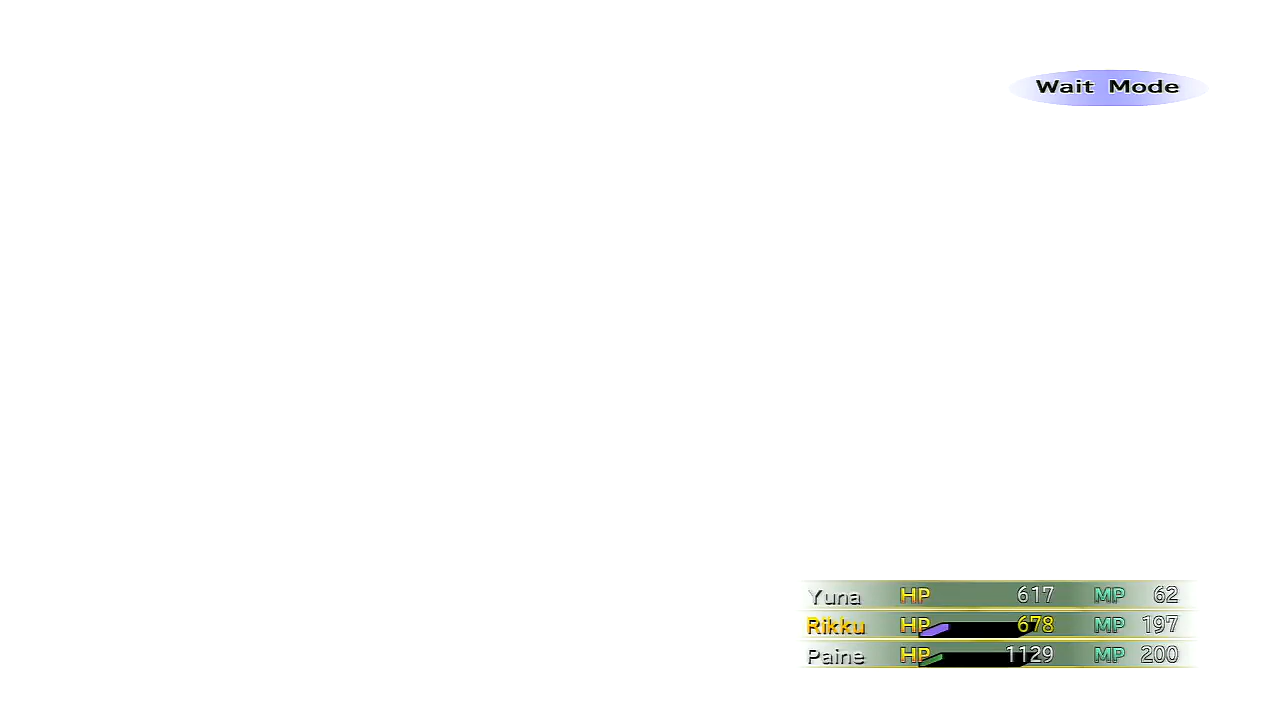 Wait Mode
Yuna HP 617 MP 62
Rikku HP 678 MP 197
Paine HP 1129 MP 200